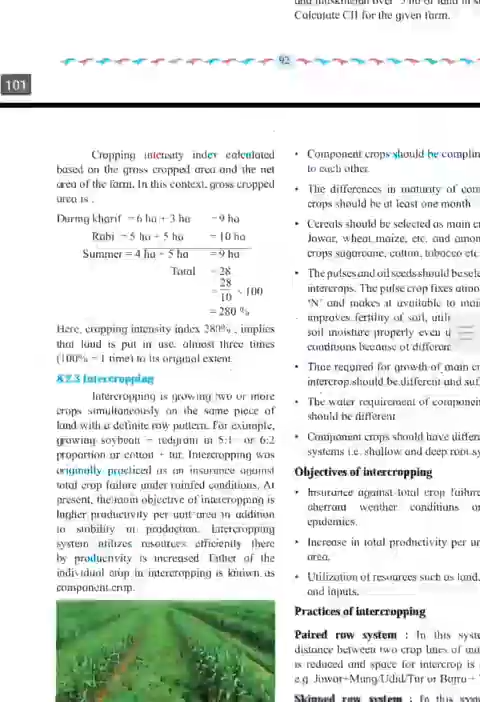 Calculate CII for the given farm.
92
101
Cropping intensity index calculated
based on the gross cropped area and the net
area of the farm. In this context, gross cropped
area is ,
During kharif = 6 ha + 3 ha = 9 ha
Rabi = 5 ha + 5 ha = 10 ha
Summer = 4 ha + 5 ha = 9 ha
Total = 28
= 28/10 × 100
= 280 %
Here, cropping intensity index 280% , implies
that land is put in use, almost three times
(100% = 1 time) to its original extent.
8.2.3 Intercropping
Intercropping is growing two or more
crops simultaneously on the same piece of
land with a definite row pattern. For example,
growing soybean + redgram in 5:1 or 6:2
proportion or cotton + tur. Intercropping was
originally practiced as an insurance against
total crop failure under rainfed conditions. At
present, the main objective of intercropping is
higher productivity per unit area in addition
to stability in production. Intercropping
system utilizes resources efficiently there
by productivity is increased. Either of the
individual crop in intercropping is known as
component crop.
• Component crops should be complim
to each other.
• The differences in maturity of com
crops should be at least one month
• Cereals should be selected as main cr
Jowar, wheat, maize, etc. and amon
crops sugarcane, cotton, tobacco etc.
• The pulses and oil seeds should be sele
intercrops. The pulse crop fixes atmo
'N' and makes it available to mai
improves fertility of soil, utili
soil moisture properly even u
conditions because of differen
• Time required for growth of main cr
intercrop should be different and suf
• The water requirement of componen
should be different
• Component crops should have differe
systems i.e. shallow and deep root sy
Objectives of intercropping
• Insurance against total crop failure
aberrant weather conditions or
epidemics.
• Increase in total productivity per un
area.
• Utilization of resources such as land,
and inputs.
Practices of intercropping
Paired row system : In this syste
distance between two crop lines of mai
is reduced and space for intercrop is
e.g. Jowar+Mung/Udid/Tur or Bajra +
Skipped row system : In this syste